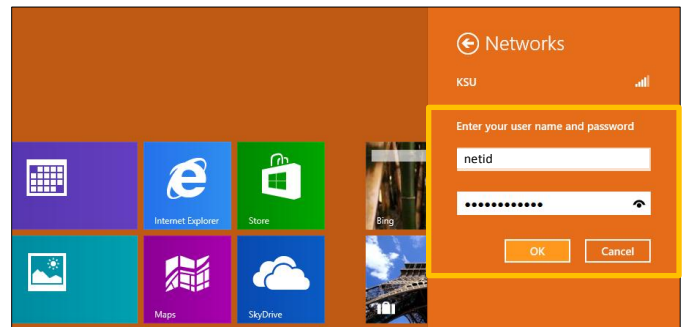 Networks
KSU
Enter your user name and password
netid
••••••••••••
OK Cancel
Internet Explorer
Store
Bing
Maps
SkyDrive